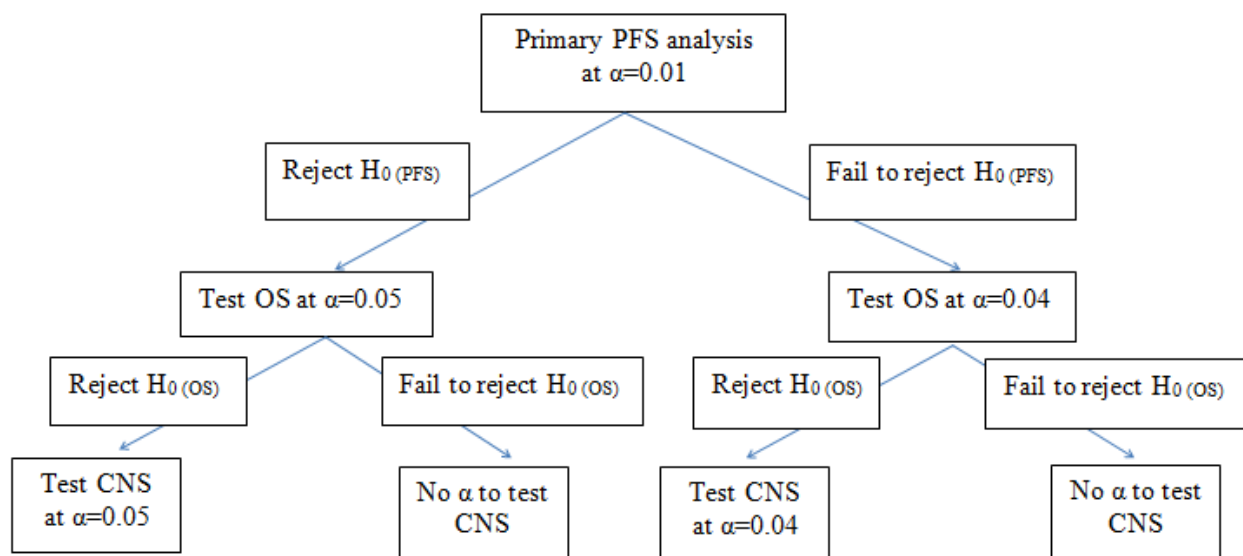 Primary PFS analysis
at α=0.01
Reject H0 (PFS)
Fail to reject H0 (PFS)
Test OS at α=0.05
Test OS at α=0.04
Reject H0 (OS)
Fail to reject H0 (OS)
Reject H0 (OS)
Fail to reject H0 (OS)
Test CNS
at α=0.05
No α to test
CNS
Test CNS
at α=0.04
No α to test
CNS